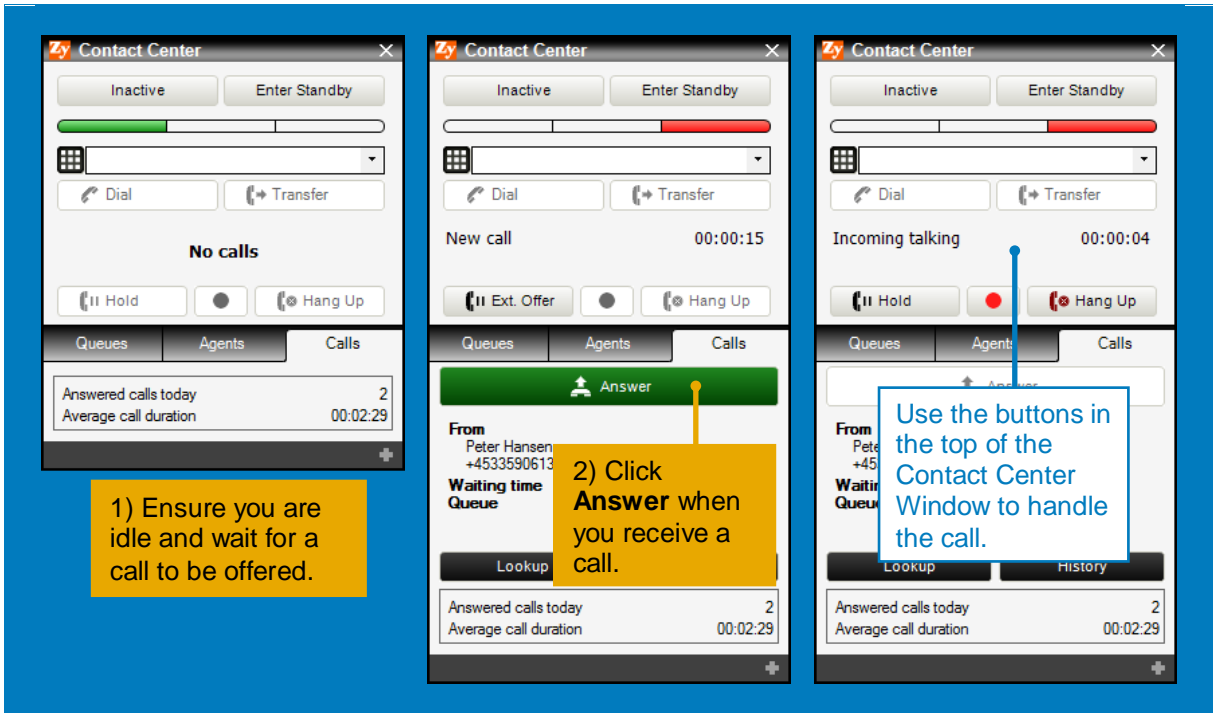 Zy Contact Center
Inactive Enter Standby
Dial Transfer
No calls
Hold Hang Up
Queues Agents Calls
Answered calls today 2
Average call duration 00:02:29
1) Ensure you are
idle and wait for a
call to be offered.
Zy Contact Center
Inactive Enter Standby
Dial Transfer
New call 00:00:15
Ext. Offer Hang Up
Queues Agents Calls
Answer
From
Peter Hansen
+4533590613
Waiting time
Queue
2) Click
Answer when
you receive a
call.
Lookup
Answered calls today 2
Average call duration 00:02:29
Zy Contact Center
Inactive Enter Standby
Dial Transfer
Incoming talking 00:00:04
Hold Hang Up
Queues Agents Calls
From
Use the buttons in
the top of the
Contact Center
Window to handle
the call.
Lookup History
Answered calls today 2
Average call duration 00:02:29